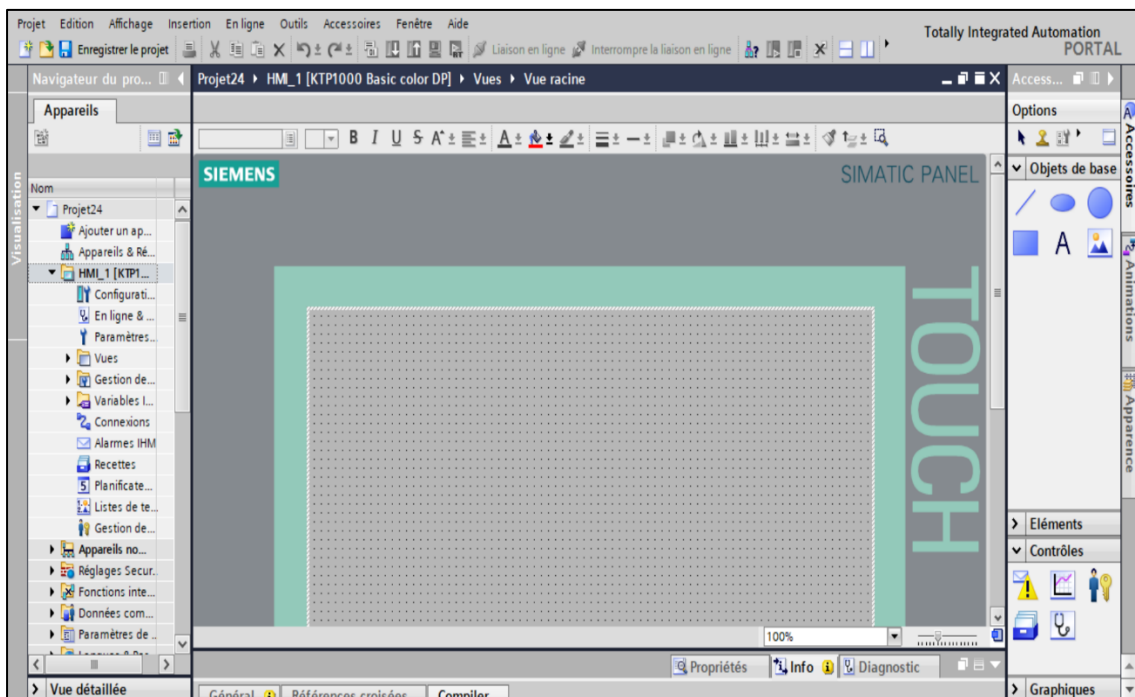 Projet Edition Affichage Insertion En ligne Outils Accessoires Fenêtre Aide
Totally Integrated Automation
PORTAL
Enregistrer le projet Liaison en ligne Interrompre la liaison en ligne
Navigateur du pro...
Projet24 HMI_1 [KTP1000 Basic color DP] Vues Vue racine
Access...
Appareils
Options
B I U S A A
Visualisation
Nom
Projet24
Ajouter un ap...
Appareils & Ré...
HMI_1 [KTP1...
Configurati...
En ligne & ...
Paramètres...
Vues
Gestion de...
Variables I...
Connexions
Alarmes IHM
Recettes
Planificate...
Listes de te...
Gestion de...
Appareils no...
Réglages Secur..
Fonctions inte...
Données com...
Paramètres de ..
Vue détaillée
SIEMENS
SIMATIC PANEL
TOUCH
100%
Propriétés Info Diagnostic
Général Références croisées Compiler
Objets de base
A
Eléments
Contrôles
Graphiques
Accessoires
Animations
Apparence